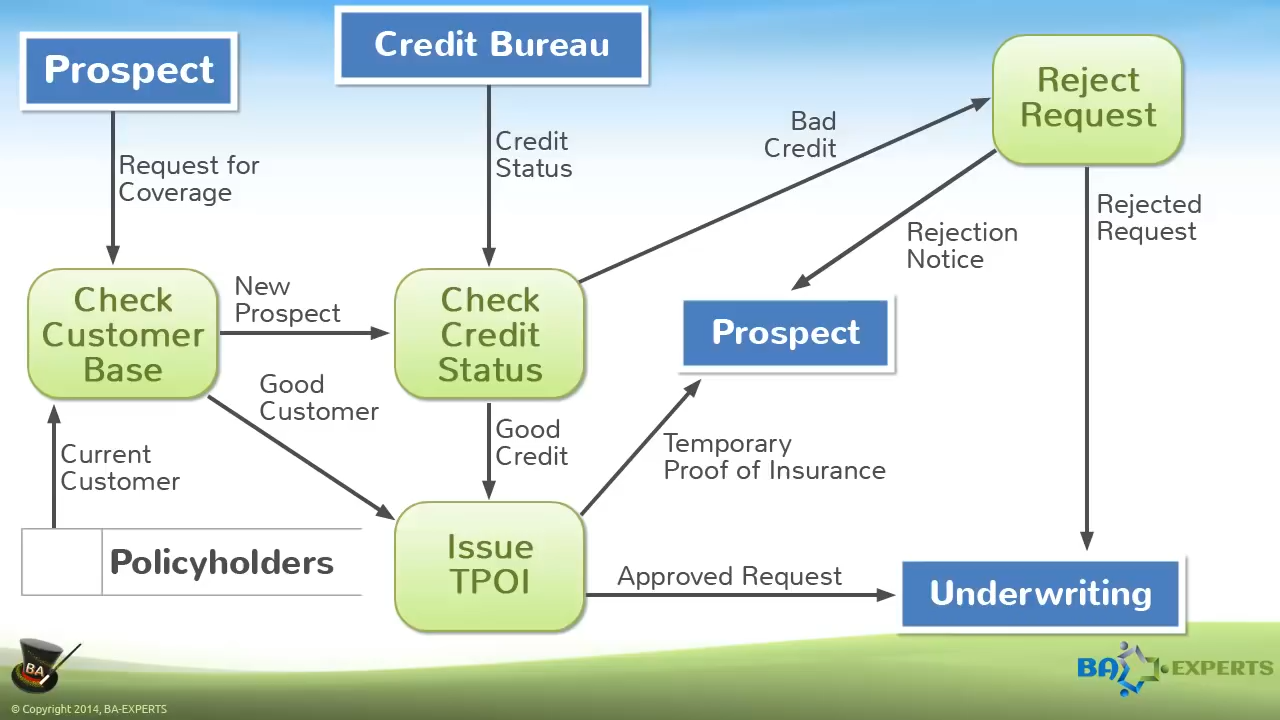 Prospect
Credit Bureau
Reject
Request
Request for
Coverage
Credit
Status
Bad
Credit
Rejection
Notice
Rejected
Request
Check
Customer
Base
New
Prospect
Check
Credit
Status
Prospect
Good
Customer
Current
Customer
Good
Credit
Temporary
Proof of Insurance
Policyholders
Issue
TPOI
Approved Request
Underwriting
BA
BA EXPERTS
© Copyright 2014, BA-EXPERTS